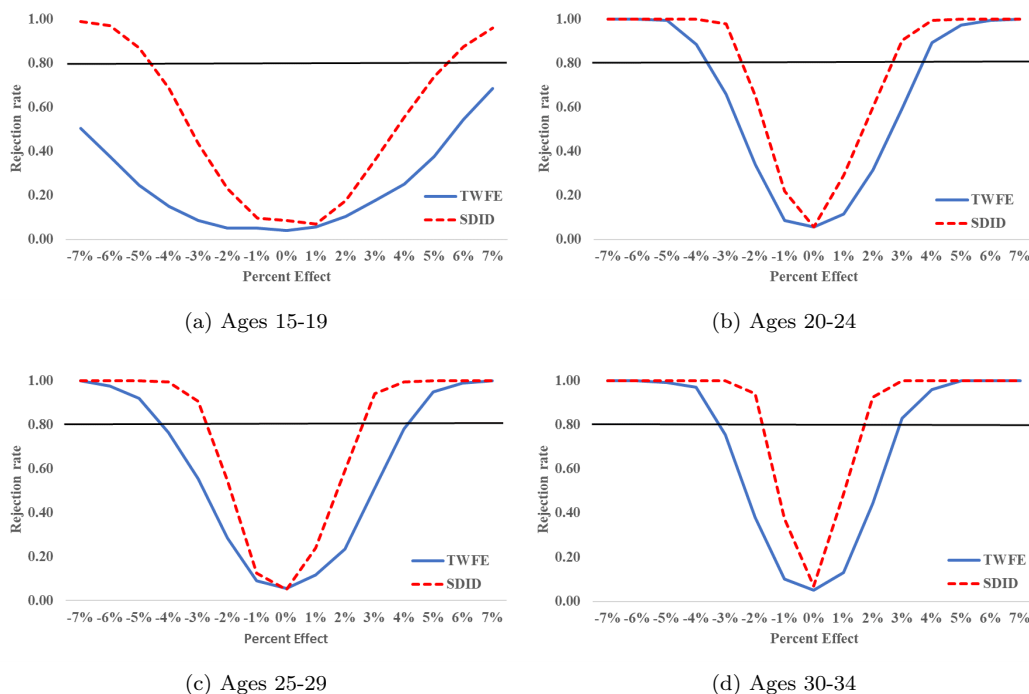 1.00
0.80
0.60
0.40
0.20
0.00
Rejection rate
TWFE
SDID
-7% -6% -5% -4% -3% -2% -1% 0% 1% 2% 3% 4% 5% 6% 7%
Percent Effect
(a) Ages 15-19
1.00
0.80
0.60
0.40
0.20
0.00
Rejection rate
TWFE
SDID
-7% -6% -5% -4% -3% -2% -1% 0% 1% 2% 3% 4% 5% 6% 7%
Percent Effect
(b) Ages 20-24
1.00
0.80
0.60
0.40
0.20
0.00
Rejection rate
TWFE
SDID
-7% -6% -5% -4% -3% -2% -1% 0% 1% 2% 3% 4% 5% 6% 7%
Percent Effect
(c) Ages 25-29
1.00
0.80
0.60
0.40
0.20
0.00
Rejection rate
TWFE
SDID
-7% -6% -5% -4% -3% -2% -1% 0% 1% 2% 3% 4% 5% 6% 7%
Percent Effect
(d) Ages 30-34